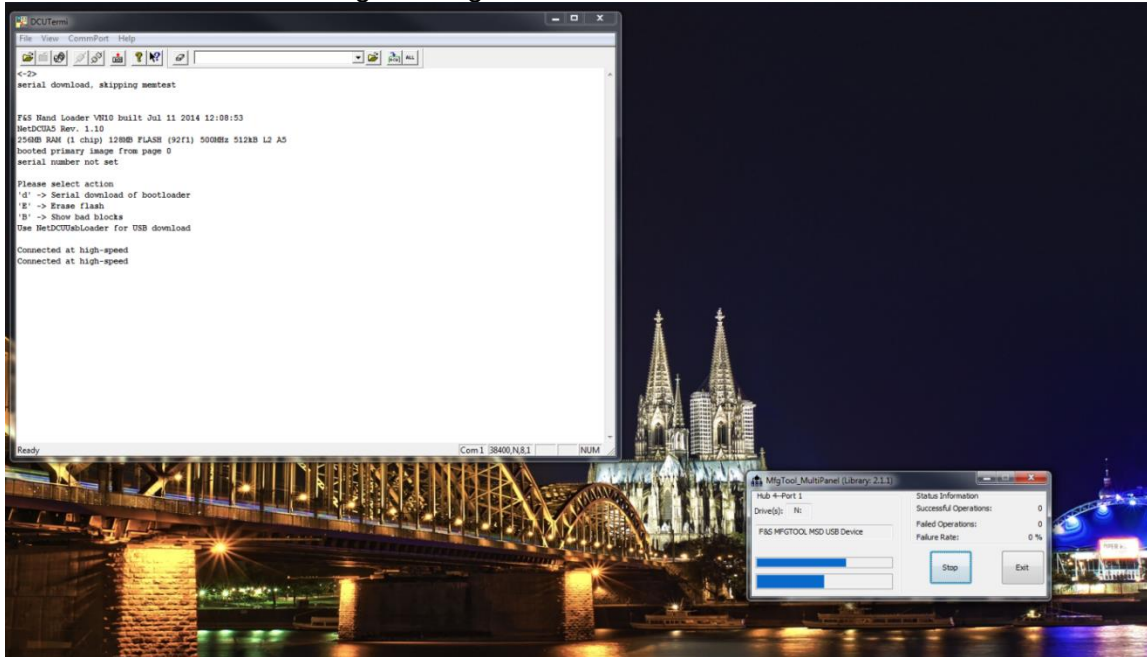 DCUTermi
File View CommPort Help
ALL
<-2>
serial download, skipping memtest
F&S Nand Loader VN10 built Jul 11 2014 12:08:53
NetDCUA5 Rev. 1.10
256MB RAM (1 chip) 128MB FLASH (92f1) 500MHz 512kB L2 A5
booted primary image from page 0
serial number not set
Please select action
'd' -> Serial download of bootloader
'E' -> Erase flash
'B' -> Show bad blocks
Use NetDCUUsbLoader for USB download
Connected at high-speed
Connected at high-speed
Ready
Com 1 38400,N,8,1 NUM
MfgTool_MultiPanel (Library: 2.1.1)
Hub 4--Port 1
Status Information
Drive(s): N:
Successful Operations: 0
F&S MFGTOOL MSD USB Device
Failed Operations: 0
Failure Rate: 0 %
Stop
Exit